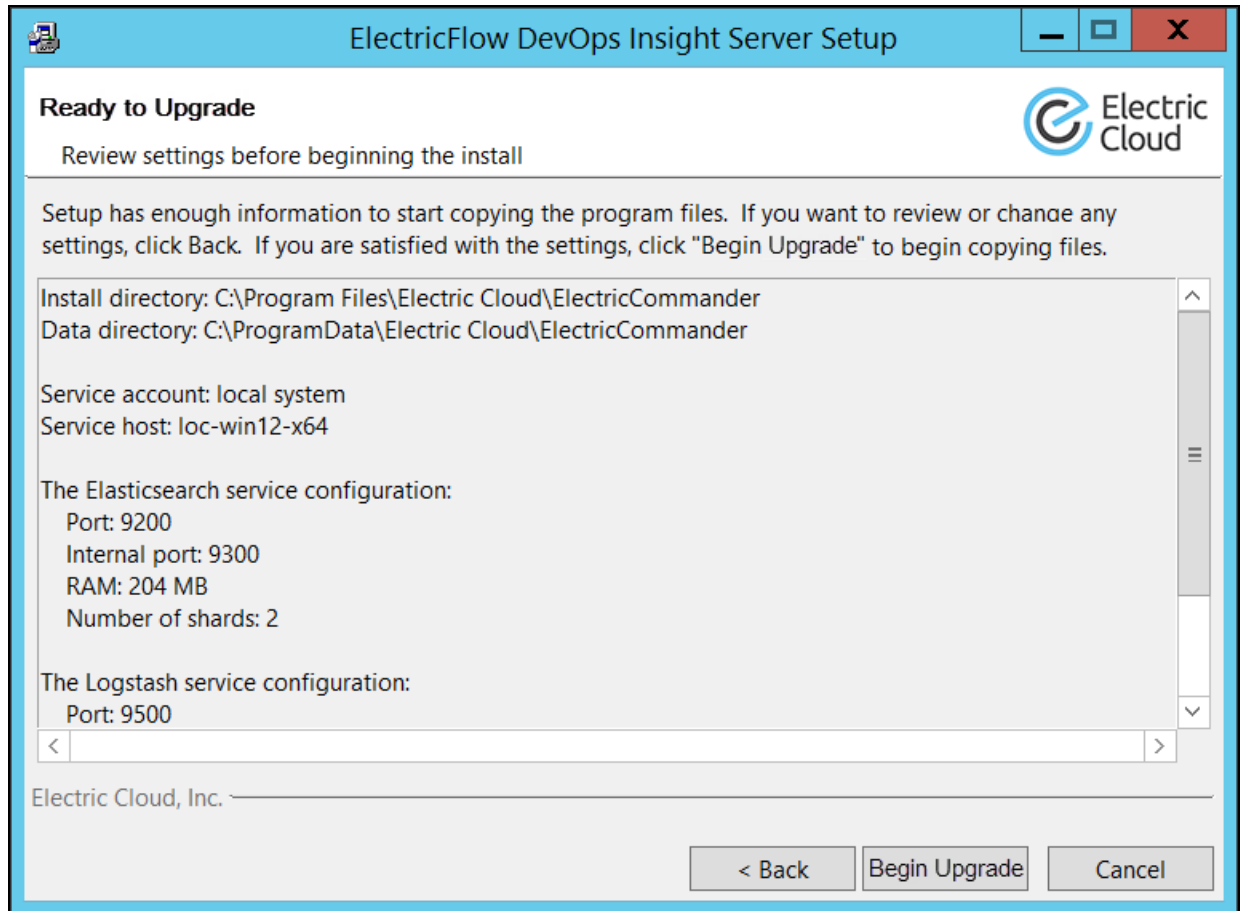 ElectricFlow DevOps Insight Server Setup
Ready to Upgrade
Review settings before beginning the install
Electric
Cloud
Setup has enough information to start copying the program files.  If you want to review or change any
settings, click Back.  If you are satisfied with the settings, click "Begin Upgrade" to begin copying files.
Install directory: C:\Program Files\Electric Cloud\ElectricCommander
Data directory: C:\ProgramData\Electric Cloud\ElectricCommander
Service account: local system
Service host: loc-win12-x64
The Elasticsearch service configuration:
Port: 9200
Internal port: 9300
RAM: 204 MB
Number of shards: 2
The Logstash service configuration:
Port: 9500
Electric Cloud, Inc.
< Back
Begin Upgrade
Cancel